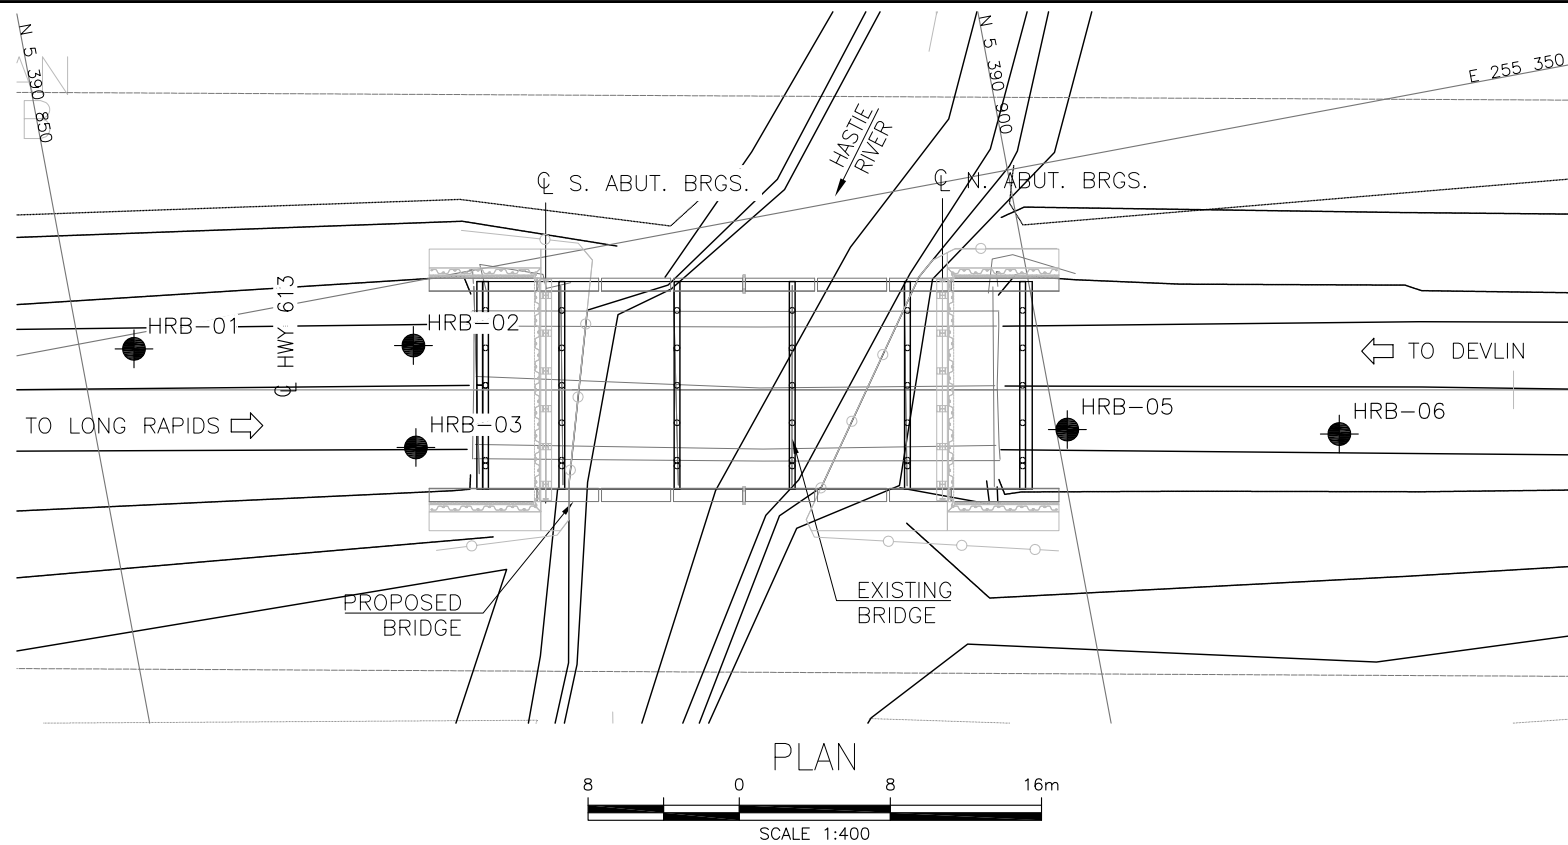 N 5 390 850
N 5 390 900
E 255 350
HASTIE
RIVER
℄ S. ABUT. BRGS.
℄ N. ABUT. BRGS.
℄ HWY 613
HRB-01
HRB-02
HRB-03
HRB-05
HRB-06
TO DEVLIN
TO LONG RAPIDS
PROPOSED
BRIDGE
EXISTING
BRIDGE
PLAN
8 0 8 16m
SCALE 1:400